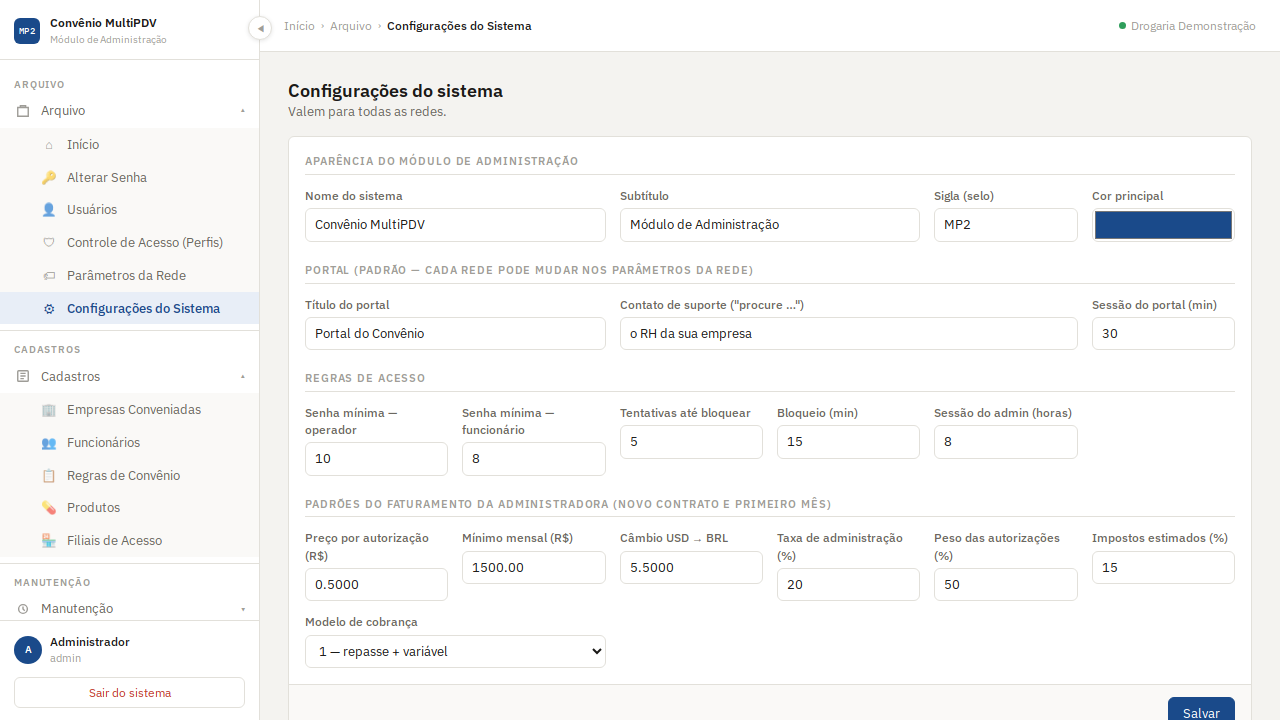 MP2
Convênio MultiPDV
Módulo de Administração
Início › Arquivo › Configurações do Sistema
Drogaria Demonstração
ARQUIVO
Arquivo
Início
Alterar Senha
Usuários
Controle de Acesso (Perfis)
Parâmetros da Rede
Configurações do Sistema
CADASTROS
Cadastros
Empresas Conveniadas
Funcionários
Regras de Convênio
Produtos
Filiais de Acesso
MANUTENÇÃO
Manutenção
A
Administrador
admin
Sair do sistema
Configurações do sistema
Valem para todas as redes.
APARÊNCIA DO MÓDULO DE ADMINISTRAÇÃO
Nome do sistema
Convênio MultiPDV
Subtítulo
Módulo de Administração
Sigla (selo)
MP2
Cor principal
PORTAL (PADRÃO — CADA REDE PODE MUDAR NOS PARÂMETROS DA REDE)
Título do portal
Portal do Convênio
Contato de suporte ("procure ...")
o RH da sua empresa
Sessão do portal (min)
30
REGRAS DE ACESSO
Senha mínima —
operador
10
Senha mínima —
funcionário
8
Tentativas até bloquear
5
Bloqueio (min)
15
Sessão do admin (horas)
8
PADRÕES DO FATURAMENTO DA ADMINISTRADORA (NOVO CONTRATO E PRIMEIRO MÊS)
Preço por autorização
(R$)
0.5000
Mínimo mensal (R$)
1500.00
Câmbio USD → BRL
5.5000
Taxa de administração
(%)
20
Peso das autorizações
(%)
50
Impostos estimados (%)
15
Modelo de cobrança
1 — repasse + variável
Salvar